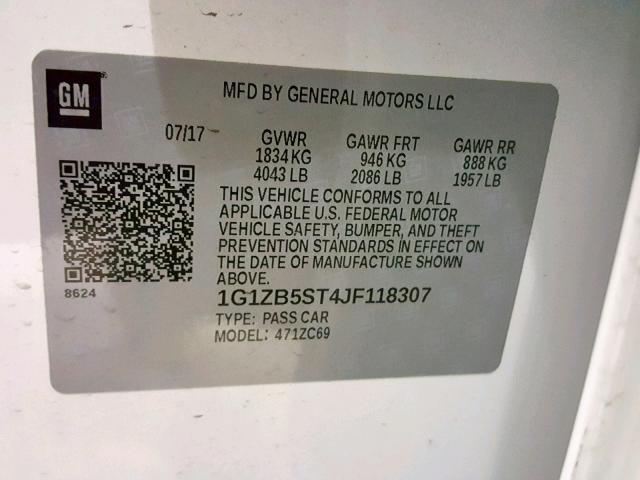 GM
MFD BY GENERAL MOTORS LLC
07/17 GVWR GAWR FRT GAWR RR
1834 KG 946 KG 888 KG
4043 LB 2086 LB 1957 LB
THIS VEHICLE CONFORMS TO ALL
APPLICABLE U.S. FEDERAL MOTOR
VEHICLE SAFETY, BUMPER, AND THEFT
PREVENTION STANDARDS IN EFFECT ON
THE DATE OF MANUFACTURE SHOWN
ABOVE.
8624
1G1ZB5ST4JF118307
TYPE: PASS CAR
MODEL: 471ZC69